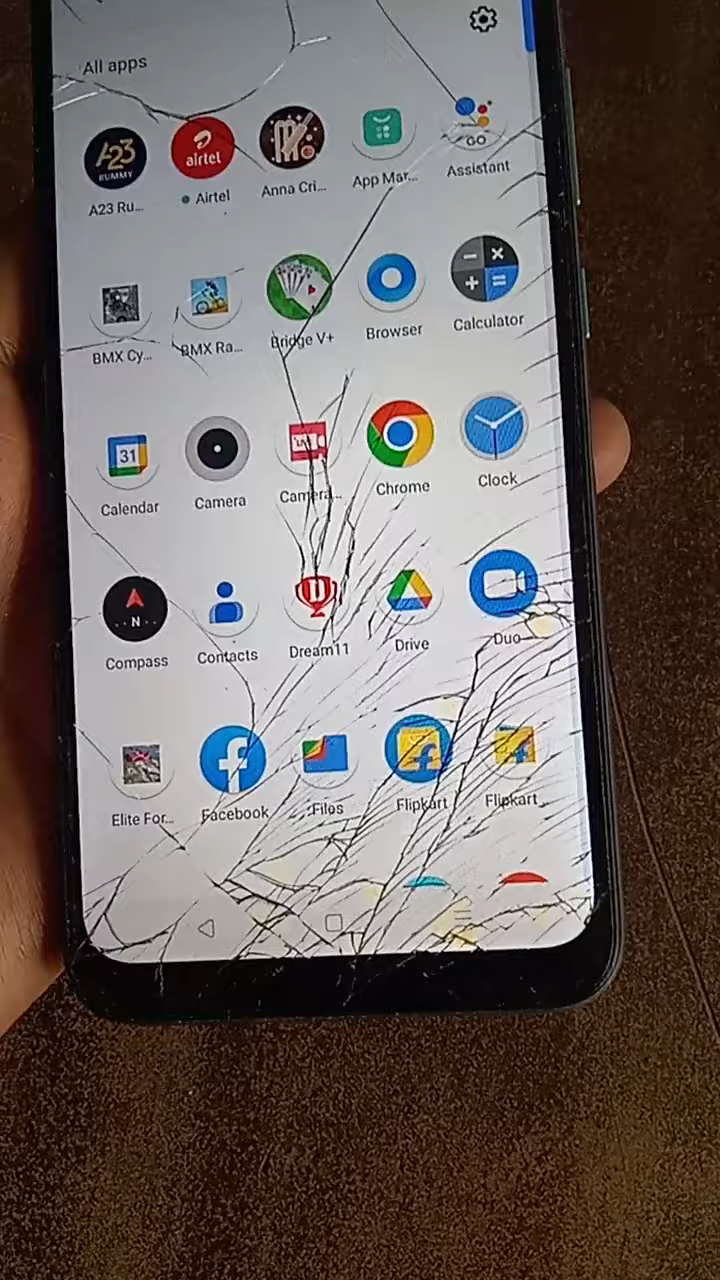 All apps
A23
RUMMY
airtel
GO
A23 Ru...
Airtel
Anna Cri...
App Mar...
Assistant
BMX Cy...
BMX Ra...
Bridge V+
Browser
Calculator
31
Calendar
Camera
Camera...
Chrome
Clock
N
D
Compass
Contacts
Dream11
Drive
Duo
f
Elite For...
Facebook
Files
Flipkart
Flipkart